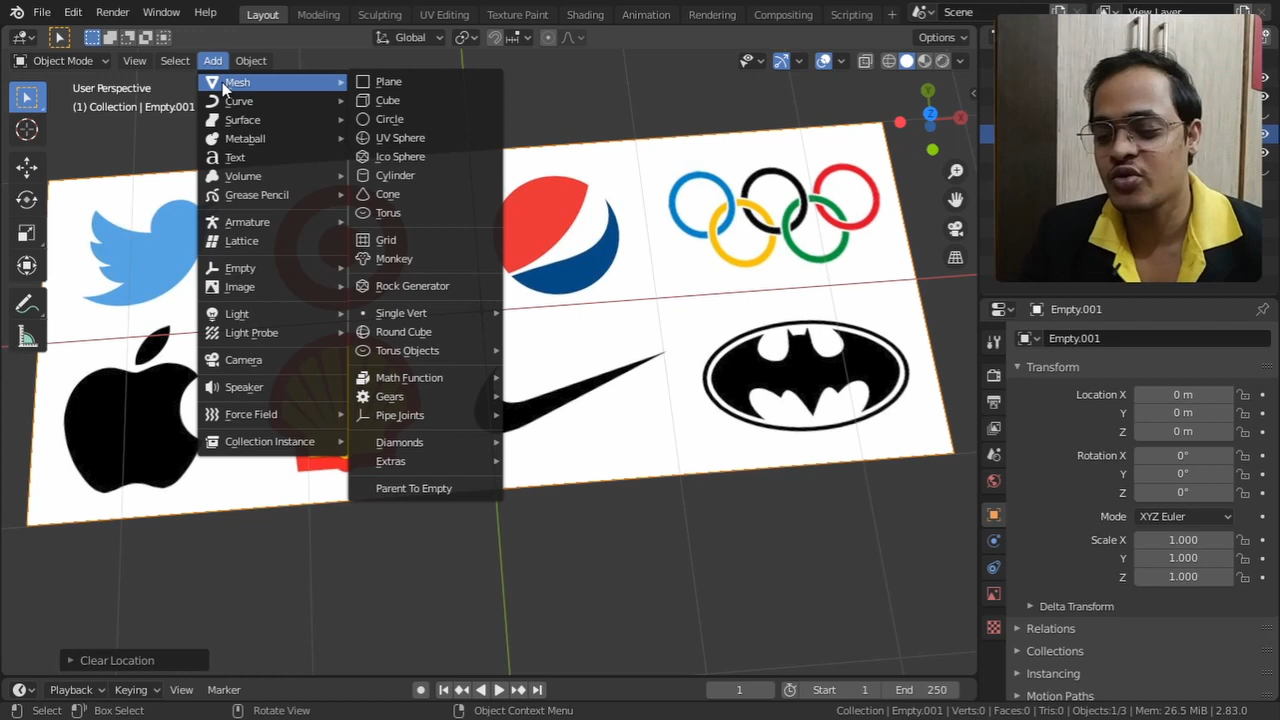 File Edit Render Window Help Layout Modeling Sculpting UV Editing Texture Paint Shading Animation Rendering Compositing Scripting + Scene View Layer
Global Options
Object Mode View Select Add Object
User Perspective
(1) Collection | Empty.001
Mesh
Curve
Surface
Metaball
Text
Volume
Grease Pencil
Armature
Lattice
Empty
Image
Light
Light Probe
Camera
Speaker
Force Field
Collection Instance
Plane
Cube
Circle
UV Sphere
Ico Sphere
Cylinder
Cone
Torus
Grid
Monkey
Rock Generator
Single Vert
Round Cube
Torus Objects
Math Function
Gears
Pipe Joints
Diamonds
Extras
Parent To Empty
Y
Z X
Empty.001
Empty.001
Transform
Location X 0 m
Y 0 m
Z 0 m
Rotation X 0°
Y 0°
Z 0°
Mode XYZ Euler
Scale X 1.000
Y 1.000
Z 1.000
Delta Transform
Relations
Collections
Instancing
Motion Paths
Clear Location
Playback Keying View Marker 1 Start 1 End 250
Select Box Select Rotate View Object Context Menu Collection | Empty.001 | Verts:0 | Faces:0 | Tris:0 | Objects:1/3 | Mem: 26.5 MiB | 2.83.0